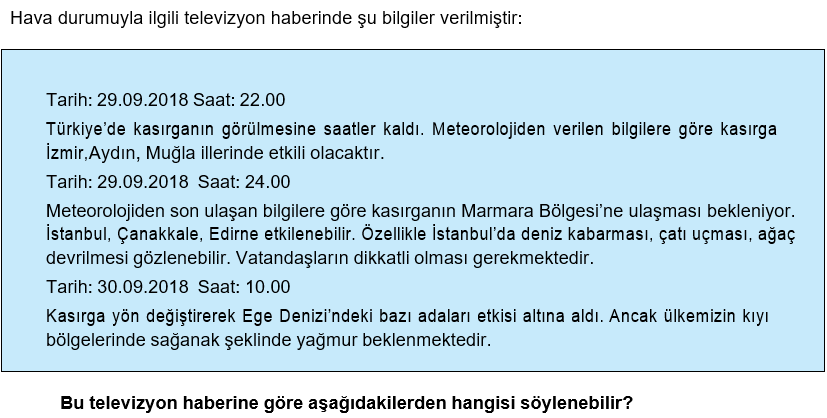 Hava durumuyla ilgili televizyon haberinde şu bilgiler verilmiştir:
Tarih: 29.09.2018 Saat: 22.00
Türkiye’de kasırganın görülmesine saatler kaldı. Meteorolojiden verilen bilgilere göre kasırga
İzmir,Aydın, Muğla illerinde etkili olacaktır.
Tarih: 29.09.2018 Saat: 24.00
Meteorolojiden son ulaşan bilgilere göre kasırganın Marmara Bölgesi’ne ulaşması bekleniyor.
İstanbul, Çanakkale, Edirne etkilenebilir. Özellikle İstanbul’da deniz kabarması, çatı uçması, ağaç
devrilmesi gözlenebilir. Vatandaşların dikkatli olması gerekmektedir.
Tarih: 30.09.2018 Saat: 10.00
Kasırga yön değiştirerek Ege Denizi’ndeki bazı adaları etkisi altına aldı. Ancak ülkemizin kıyı
bölgelerinde sağanak şeklinde yağmur beklenmektedir.
Bu televizyon haberine göre aşağıdakilerden hangisi söylenebilir?